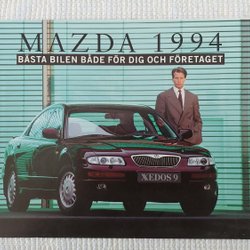 MAZDA 1994
BÄSTA BILEN BÅDE FÖR DIG OCH FÖRETAGET
XEDOS 9